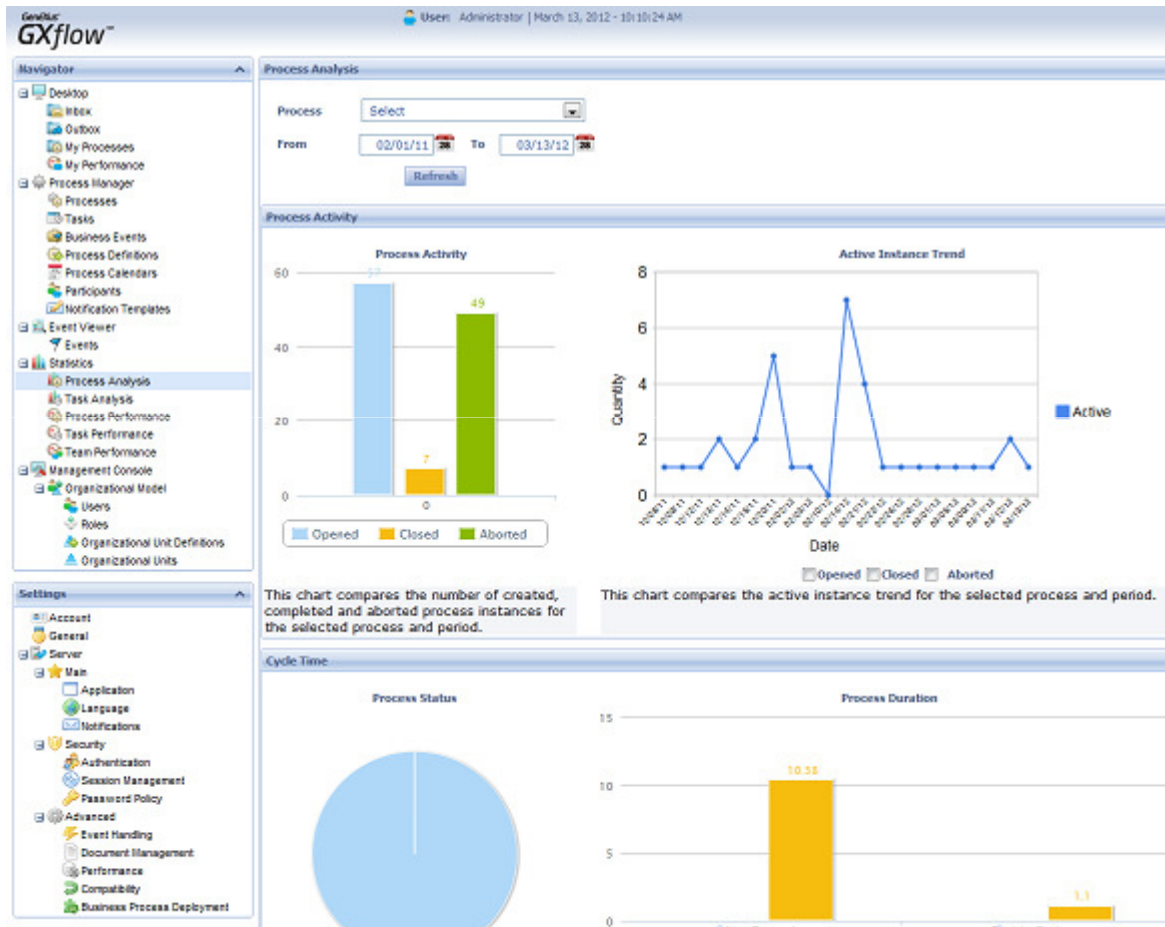 GeneXus
GXflow™
User: Administrator | March 13, 2012 - 10:10:24 AM
Navigator
Desktop
Inbox
Outbox
My Processes
My Performance
Process Manager
Processes
Tasks
Business Events
Process Definitions
Process Calendars
Participants
Notification Templates
Event Viewer
Events
Statistics
Process Analysis
Task Analysis
Process Performance
Task Performance
Team Performance
Management Console
Organizational Model
Users
Roles
Organizational Unit Definitions
Organizational Units
Settings
Account
General
Server
Main
Application
Language
Notifications
Security
Authentication
Session Management
Password Policy
Advanced
Event Handling
Document Management
Performance
Compatibility
Business Process Deployment
Process Analysis
Process Select
From 02/01/11 To 03/13/12
Refresh
Process Activity
Process Activity
60
40
20
0
57
7
49
0
Opened Closed Aborted
This chart compares the number of created,
completed and aborted process instances for
the selected process and period.
Active Instance Trend
8
6
4
2
0
Quantity
Active
Date
Opened Closed Aborted
This chart compares the active instance trend for the selected process and period.
Cycle Time
Process Status
Process Duration
15
10
5
0
10.38
1.1